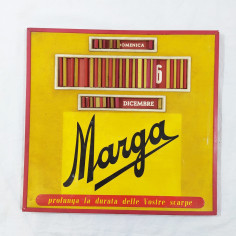 DOMENICA
6
DICEMBRE
Marga
prolunga la durata delle Vostre scarpe